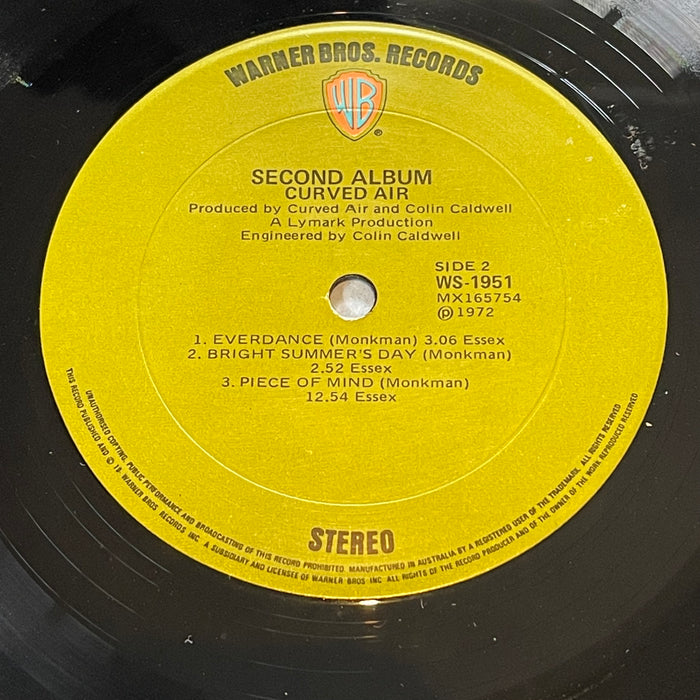 WARNER BROS. RECORDS
WB
®
SECOND ALBUM
CURVED AIR
Produced by Curved Air and Colin Caldwell
A Lymark Production
Engineered by Colin Caldwell
SIDE 2
WS-1951
MX165754
℗ 1972
1. EVERDANCE (Monkman) 3.06 Essex
2. BRIGHT SUMMER'S DAY (Monkman)
2.52 Essex
3. PIECE OF MIND (Monkman)
12.54 Essex
STEREO
UNAUTHORISED COPYING, PUBLIC PERFORMANCE AND BROADCASTING OF THIS RECORD PROHIBITED. MANUFACTURED IN AUSTRALIA BY A REGISTERED USER OF THE TRADEMARK. ALL RIGHTS RESERVED
THIS RECORD PUBLISHED AND © 19 WARNER BROS RECORDS INC. A SUBSIDIARY AND LICENSEE OF WARNER BROS INC ALL RIGHTS OF THE RECORD PRODUCER AND OF THE OWNER OF THE WORK REPRODUCED RESERVED